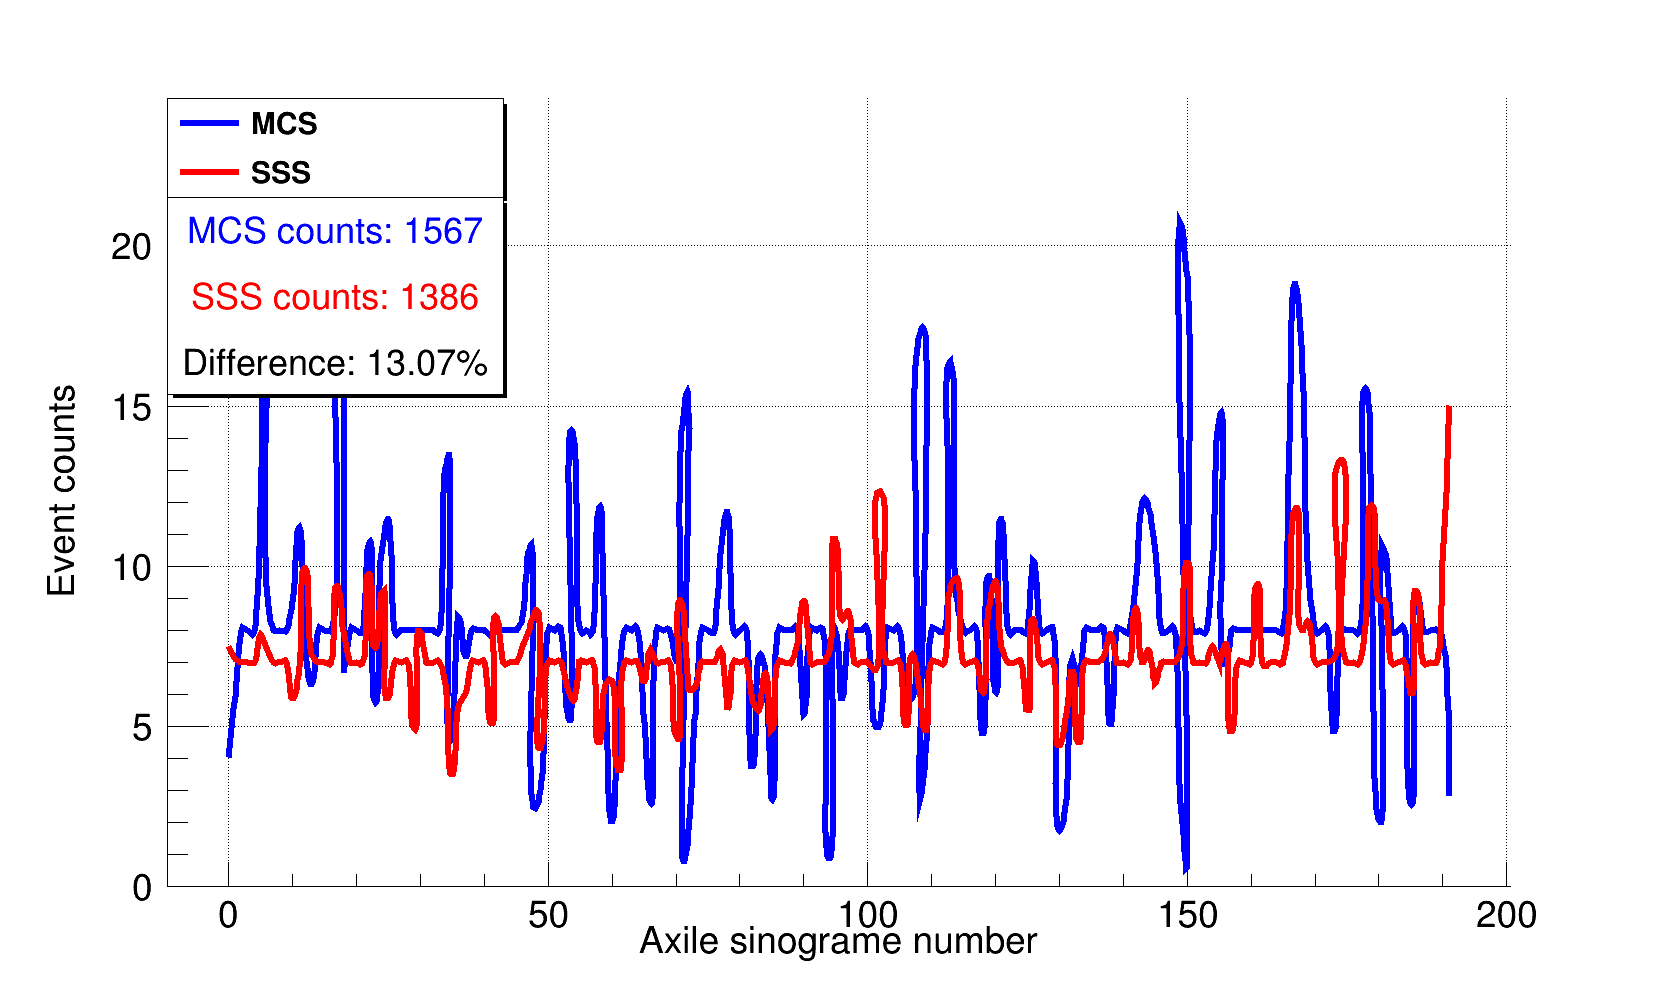 MCS
SSS
MCS counts: 1567
SSS counts: 1386
Difference: 13.07%
Event counts
20
15
10
5
0
0 50 100 150 200
Axile sinograme number